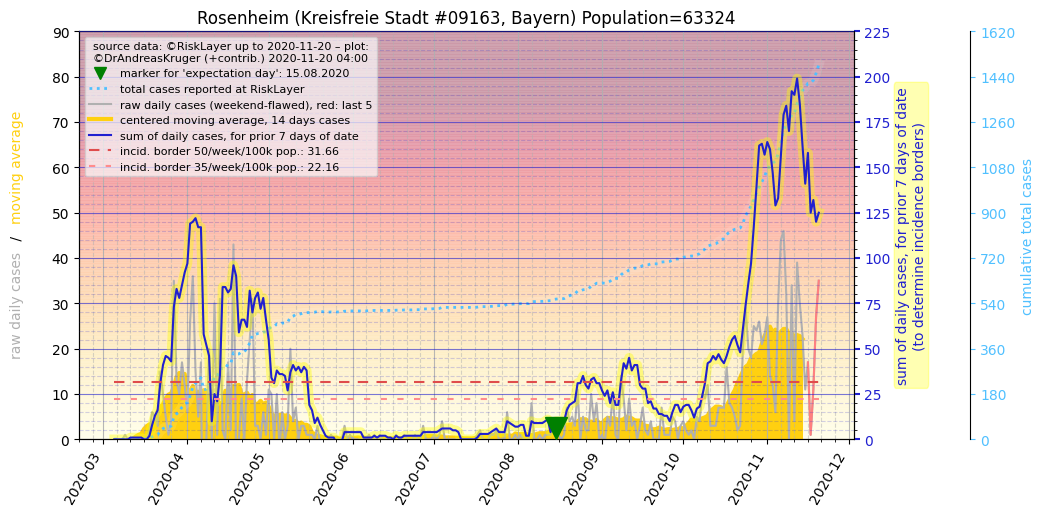 Rosenheim (Kreisfreie Stadt #09163, Bayern) Population=63324
source data: ©RiskLayer up to 2020-11-20 – plot:
©DrAndreasKruger (+contrib.) 2020-11-20 04:00
marker for 'expectation day': 15.08.2020
total cases reported at RiskLayer
raw daily cases (weekend-flawed), red: last 5
centered moving average, 14 days cases
sum of daily cases, for prior 7 days of date
incid. border 50/week/100k pop.: 31.66
incid. border 35/week/100k pop.: 22.16
raw daily cases / moving average
90
80
70
60
50
40
30
20
10
0
2020-03
2020-04
2020-05
2020-06
2020-07
2020-08
2020-09
2020-10
2020-11
2020-12
225
200
175
150
125
100
75
50
25
0
sum of daily cases, for prior 7 days of date
(to determine incidence borders)
1620
1440
1260
1080
900
720
540
360
180
0
cumulative total cases